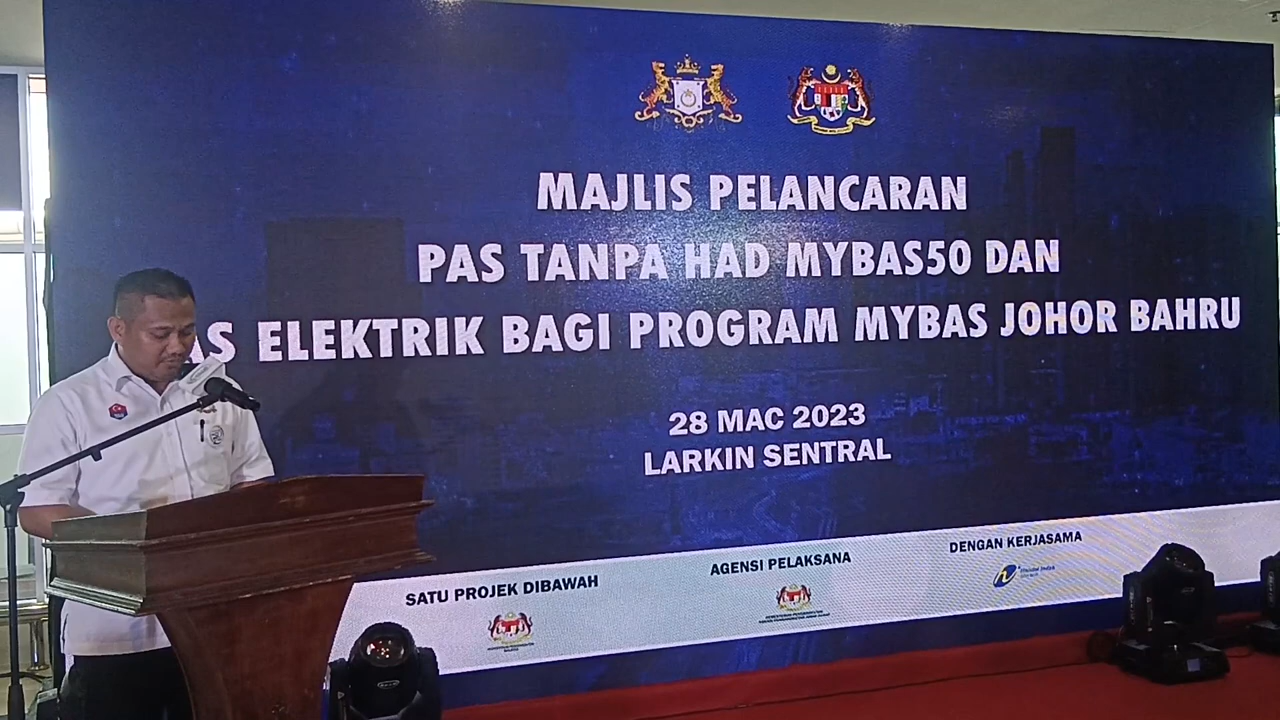 MAJLIS PELANCARAN
PAS TANPA HAD MYBAS50 DAN
AS ELEKTRIK BAGI PROGRAM MYBAS JOHOR BAHRU
28 MAC 2023
LARKIN SENTRAL
SATU PROJEK DIBAWAH
AGENSI PELAKSANA
DENGAN KERJASAMA